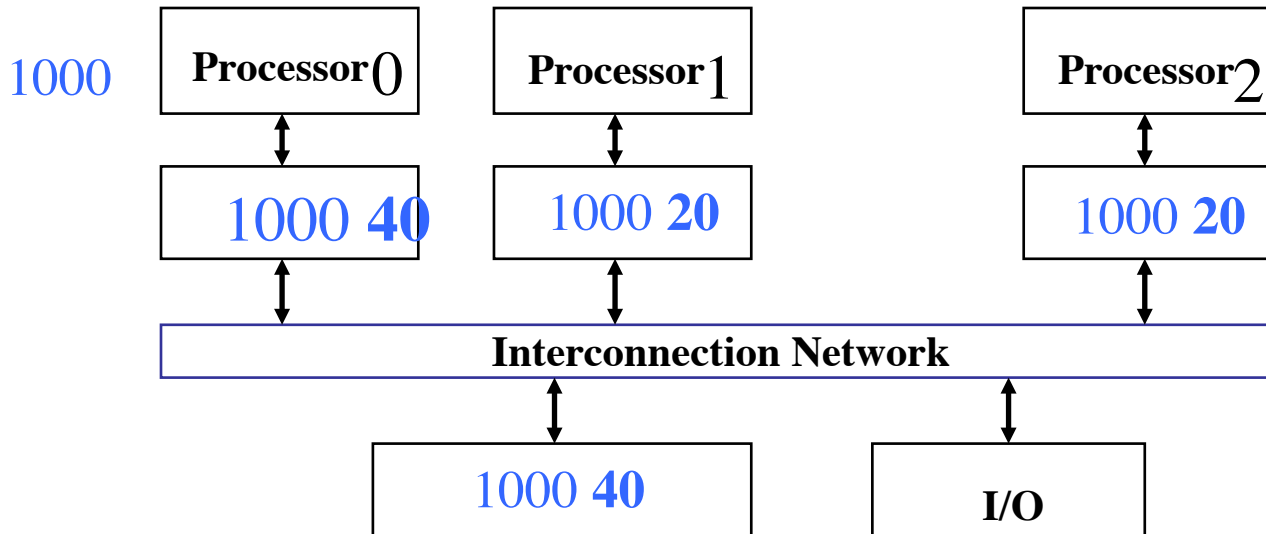 1000
Processor0
Processor1
Processor2
1000 40
1000 20
1000 20
Interconnection Network
1000 40
I/O